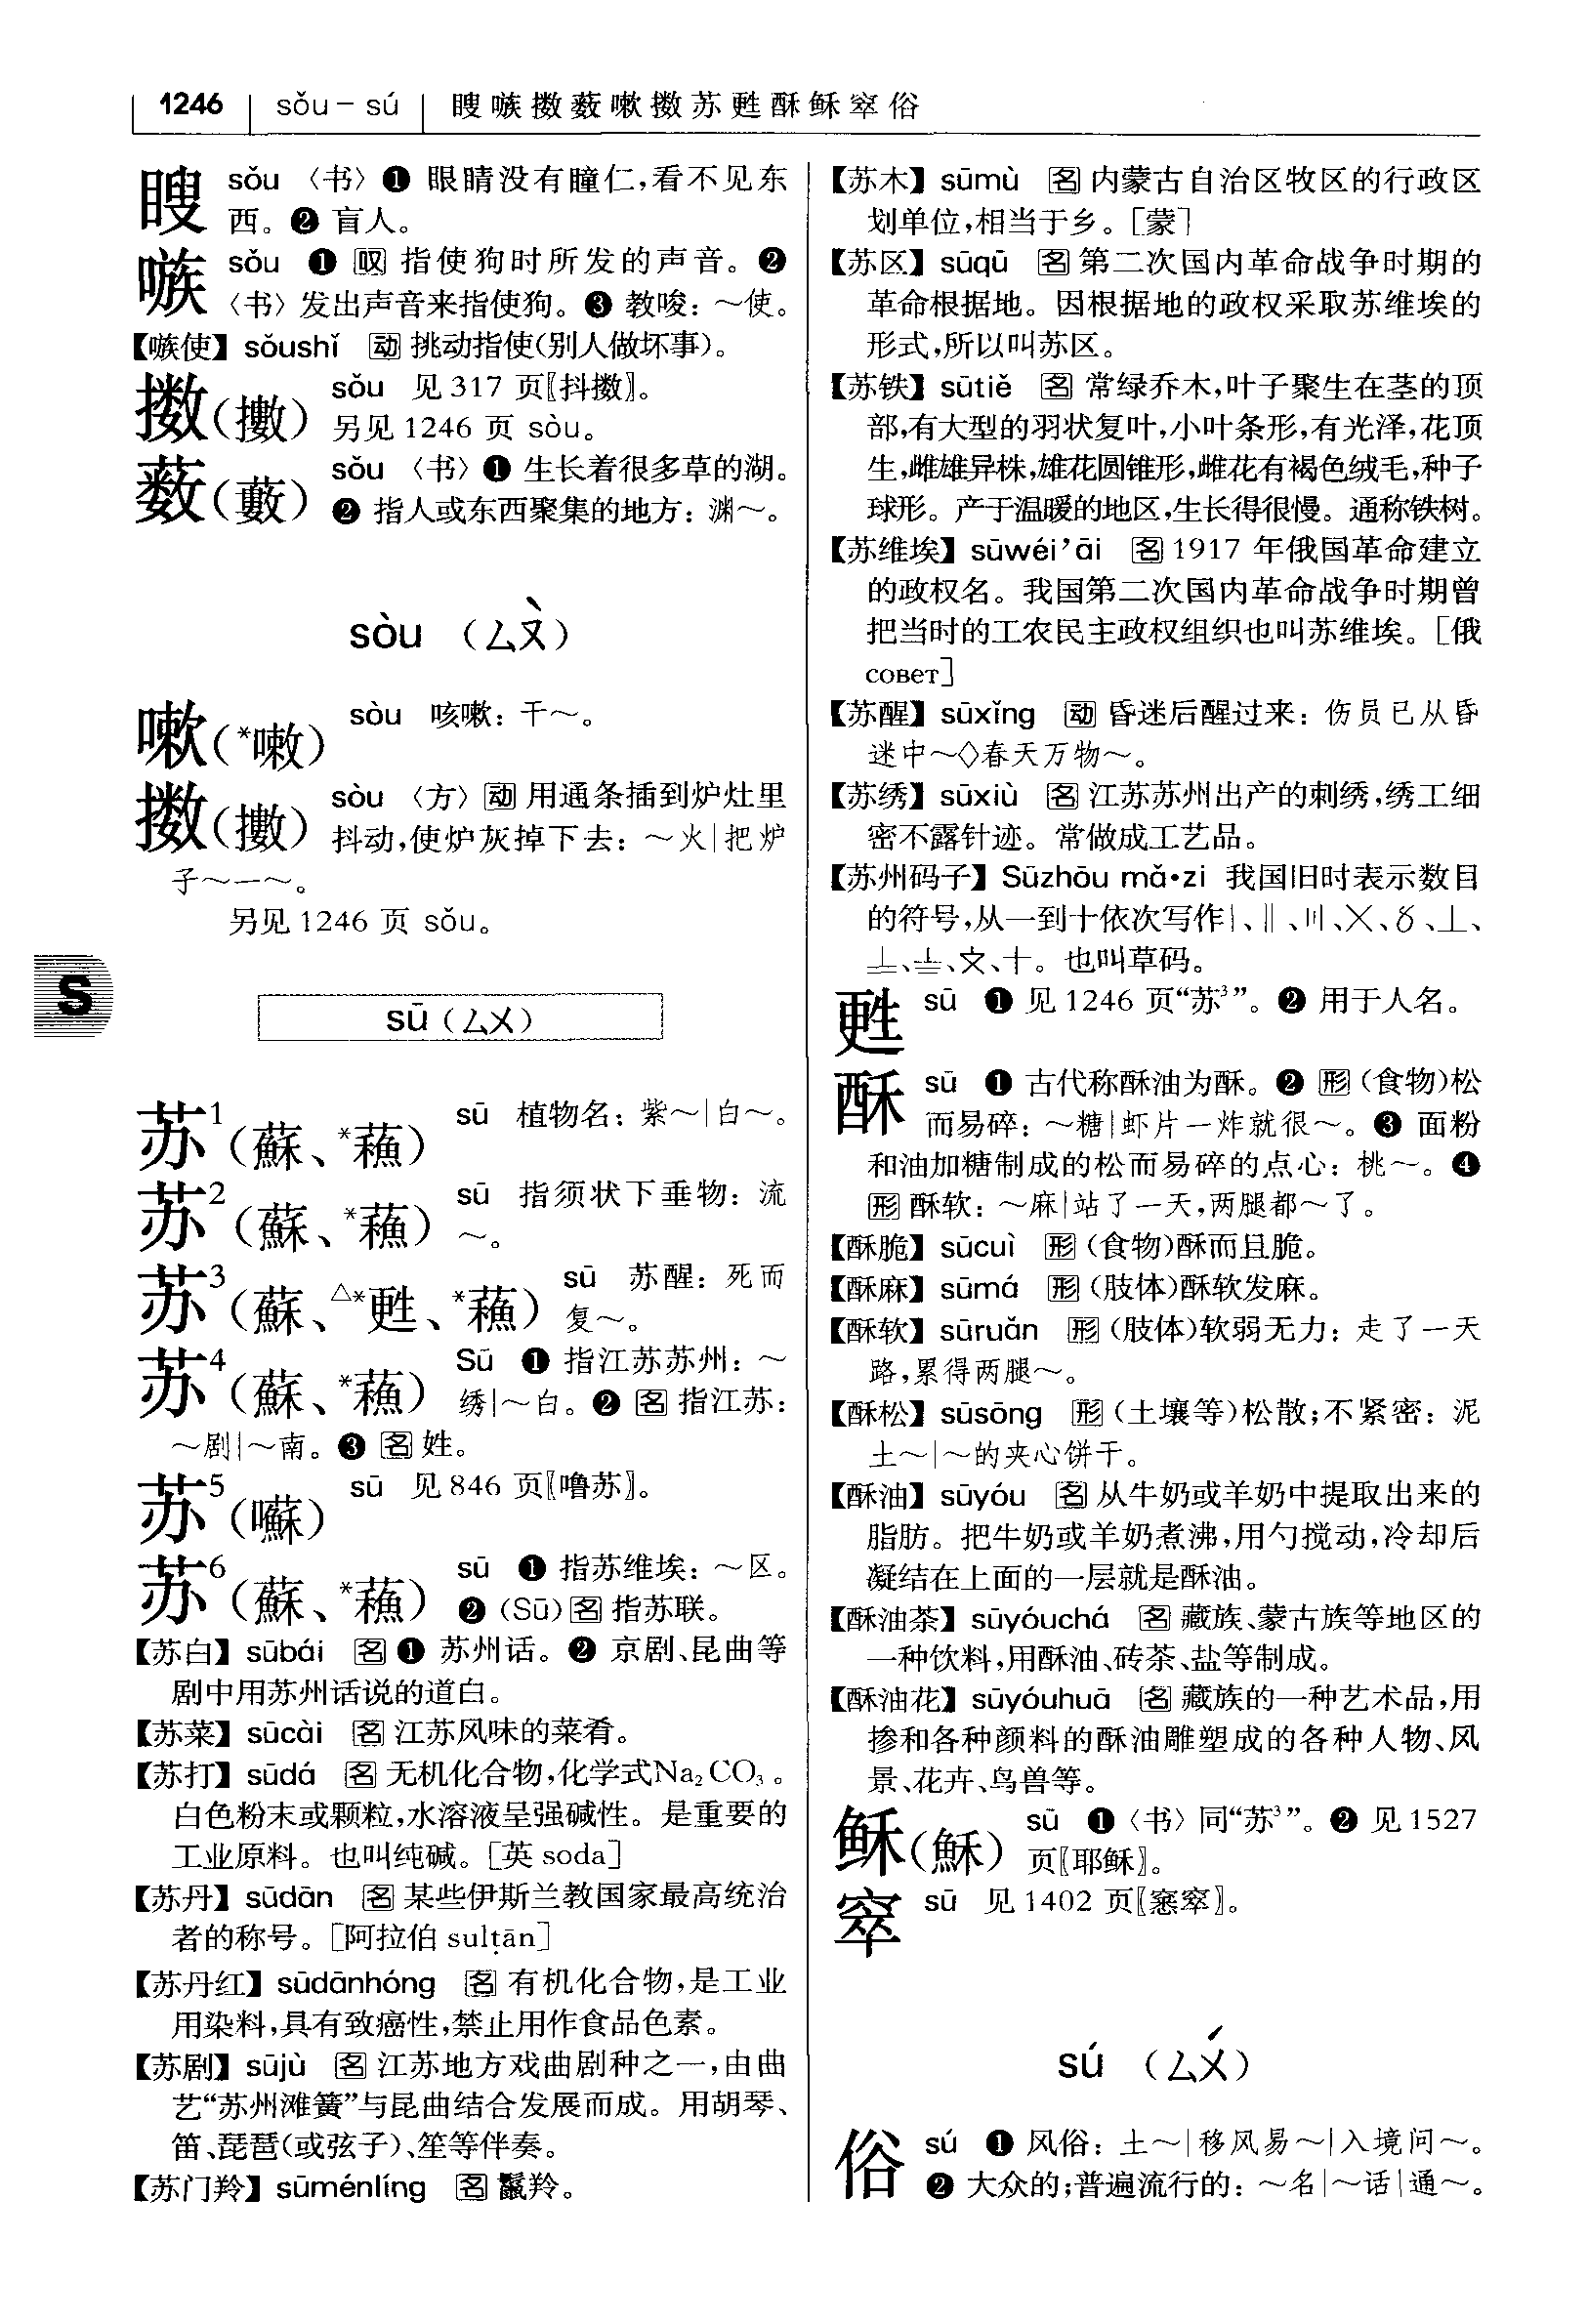 1246 sǒu－sú 瞍嗾擞薮嗽擞苏甦酥稣窣俗
瞍 sǒu 〈书〉❶ 眼睛没有瞳仁，看不见东
西。❷ 盲人。
嗾 sǒu ❶ 叹 指使狗时所发的声音。❷
〈书〉发出声音来指使狗。❸ 教唆：～使。
【嗾使】sǒushǐ 动 挑动指使（别人做坏事）。
擞（擻） sǒu 见 317 页〖抖擞〗。
另见 1246 页 sòu。
薮（藪） sǒu 〈书〉❶ 生长着很多草的湖。
❷ 指人或东西聚集的地方：渊～。
sòu （ㄙㄡˋ）
嗽（*嗽） sòu 咳嗽：干～。
擞（擻） sòu 〈方〉动 用通条插到炉灶里
抖动，使炉灰掉下去：～火｜把炉
子～一～。
另见 1246 页 sǒu。
S
sū（ㄙㄨ）
苏1（蘇、*蘓） sū 植物名：紫～｜白～。
苏2（蘇、*蘓） sū 指须状下垂物：流
～。
苏3（蘇、△*甦、*蘓） sū 苏醒：死而
复～。
苏4（蘇、*蘓） Sū ❶ 指江苏苏州：～
绣｜～白。❷ 名 指江苏：
～剧｜～南。❸ 名 姓。
苏5（囌） sū 见 846 页〖噜苏〗。
苏6（蘇、*蘓） sū ❶ 指苏维埃：～区。
❷（Sū）名 指苏联。
【苏白】sūbái 名 ❶ 苏州话。❷ 京剧、昆曲等
剧中用苏州话说的道白。
【苏菜】sūcài 名 江苏风味的菜肴。
【苏打】sūdá 名 无机化合物，化学式Na₂CO₃。
白色粉末或颗粒，水溶液呈强碱性。是重要的
工业原料。也叫纯碱。［英 soda］
【苏丹】sūdān 名 某些伊斯兰教国家最高统治
者的称号。［阿拉伯 sulṭān］
【苏丹红】sūdānhóng 名 有机化合物，是工业
用染料，具有致癌性，禁止用作食品色素。
【苏剧】sūjù 名 江苏地方戏曲剧种之一，由曲
艺“苏州滩簧”与昆曲结合发展而成。用胡琴、
笛、琵琶（或弦子）、笙等伴奏。
【苏门羚】sūménlíng 名 鬣羚。
【苏木】sūmù 名 内蒙古自治区牧区的行政区
划单位，相当于乡。［蒙］
【苏区】sūqū 名 第二次国内革命战争时期的
革命根据地。因根据地的政权采取苏维埃的
形式，所以叫苏区。
【苏铁】sūtiě 名 常绿乔木，叶子聚生在茎的顶
部，有大型的羽状复叶，小叶条形，有光泽，花顶
生，雌雄异株，雄花圆锥形，雌花有褐色绒毛，种子
球形。产于温暖的地区，生长得很慢。通称铁树。
【苏维埃】sūwéi’āi 名 1917 年俄国革命建立
的政权名。我国第二次国内革命战争时期曾
把当时的工农民主政权组织也叫苏维埃。［俄
совет］
【苏醒】sūxǐng 动 昏迷后醒过来：伤员已从昏
迷中～◇春天万物～。
【苏绣】sūxiù 名 江苏苏州出产的刺绣，绣工细
密不露针迹。常做成工艺品。
【苏州码子】Sūzhōu mǎ·zi 我国旧时表示数目
的符号，从一到十依次写作〡、〢、〣、〤、〥、〦、
〧、〨、〩、十。也叫草码。
甦 sū ❶ 见 1246 页“苏³”。❷ 用于人名。
酥 sū ❶ 古代称酥油为酥。❷ 形（食物）松
而易碎：～糖｜虾片一炸就很～。❸ 面粉
和油加糖制成的松而易碎的点心：桃～。❹
形 酥软：～麻｜站了一天，两腿都～了。
【酥脆】sūcuì 形（食物）酥而且脆。
【酥麻】sūmá 形（肢体）酥软发麻。
【酥软】sūruǎn 形（肢体）软弱无力：走了一天
路，累得两腿～。
【酥松】sūsōng 形（土壤等）松散；不紧密：泥
土～｜～的夹心饼干。
【酥油】sūyóu 名 从牛奶或羊奶中提取出来的
脂肪。把牛奶或羊奶煮沸，用勺搅动，冷却后
凝结在上面的一层就是酥油。
【酥油茶】sūyóuchá 名 藏族、蒙古族等地区的
一种饮料，用酥油、砖茶、盐等制成。
【酥油花】sūyóuhuā 名 藏族的一种艺术品，用
掺和各种颜料的酥油雕塑成的各种人物、风
景、花卉、鸟兽等。
稣（穌） sū ❶〈书〉同“苏³”。❷ 见 1527
页〖耶稣〗。
窣 sū 见 1402 页〖窸窣〗。
sú （ㄙㄨˊ）
俗 sú ❶ 风俗：土～｜移风易～｜入境问～。
❷ 大众的；普遍流行的：～名｜～话｜通～。